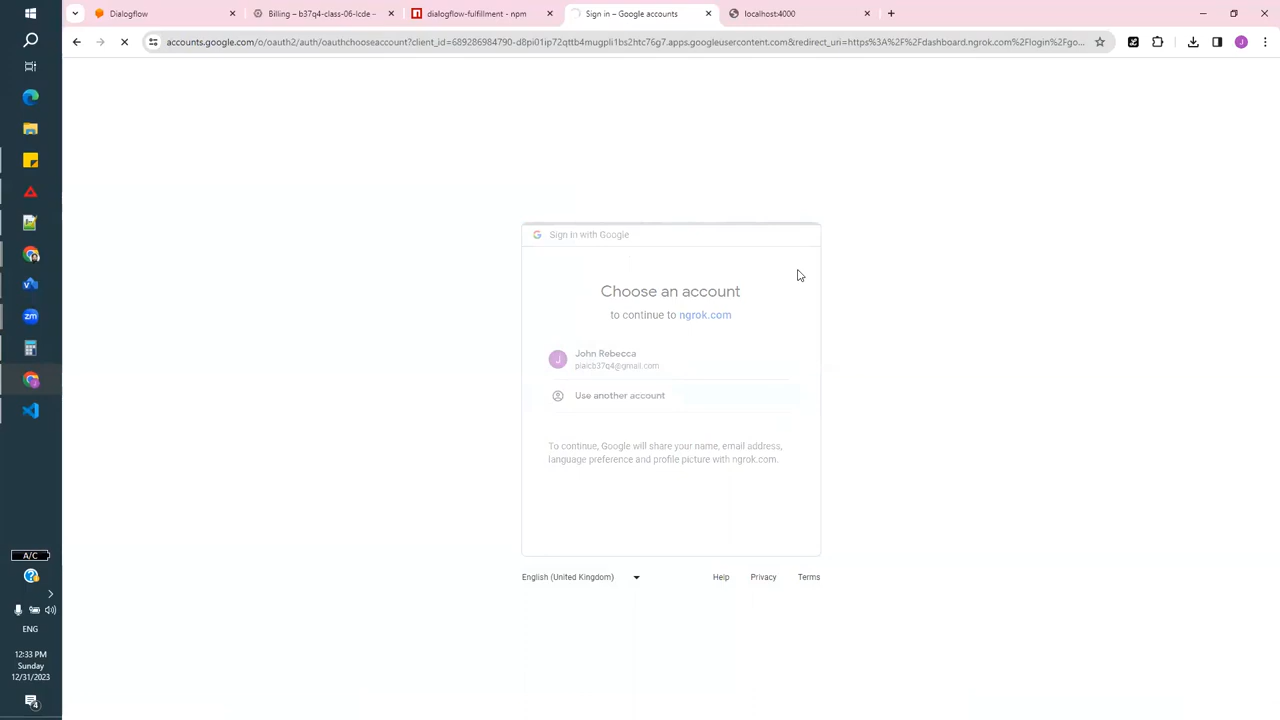 Dialogflow
Billing – b37q4-class-06-lcde –
dialogflow-fulfillment - npm
Sign in – Google accounts
localhost:4000
accounts.google.com/o/oauth2/auth/oauthchooseaccount?client_id=689286984790-d8pi01ip72qttb4mugpli1bs2htc76g7.apps.googleusercontent.com&redirect_uri=https%3A%2F%2Fdashboard.ngrok.com%2Flogin%2Fgo...
J
Sign in with Google
Choose an account
to continue to ngrok.com
J
John Rebecca
piaic.b37q4@gmail.com
Use another account
To continue, Google will share your name, email address,
language preference and profile picture with ngrok.com.
English (United Kingdom)
Help
Privacy
Terms
zm
A/C
ENG
12:33 PM
Sunday
12/31/2023
4